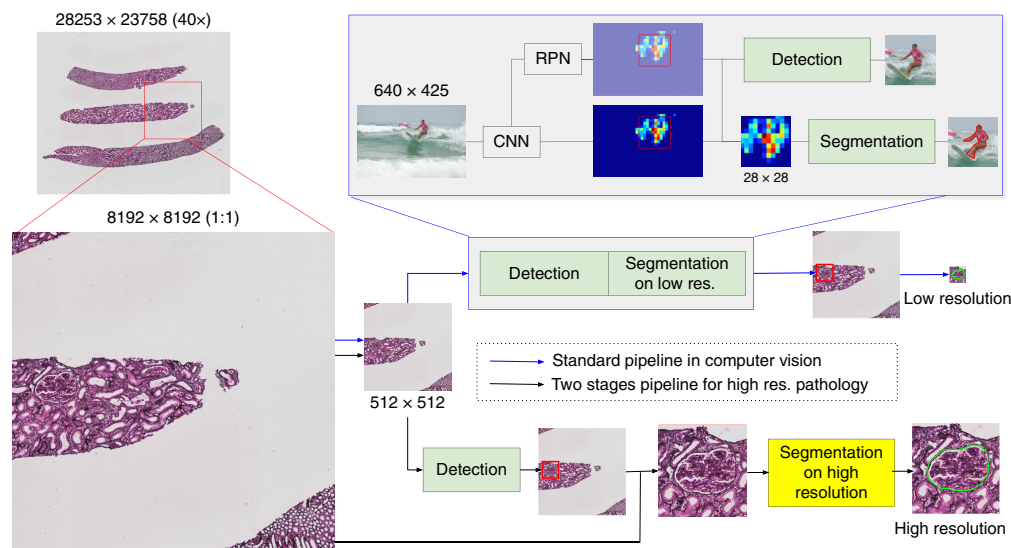 28253 × 23758 (40×)
640 × 425
CNN
RPN
Detection
28 × 28
Segmentation
8192 × 8192 (1:1)
Detection
Segmentation
on low res.
Low resolution
Standard pipeline in computer vision
Two stages pipeline for high res. pathology
512 × 512
Detection
Segmentation
on high
resolution
High resolution